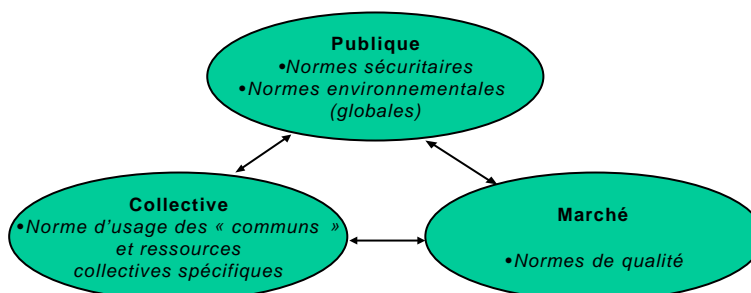 Publique
•Normes sécuritaires
•Normes environnementales
(globales)
Collective
•Norme d’usage des « communs »
et ressources
collectives spécifiques
Marché
•Normes de qualité